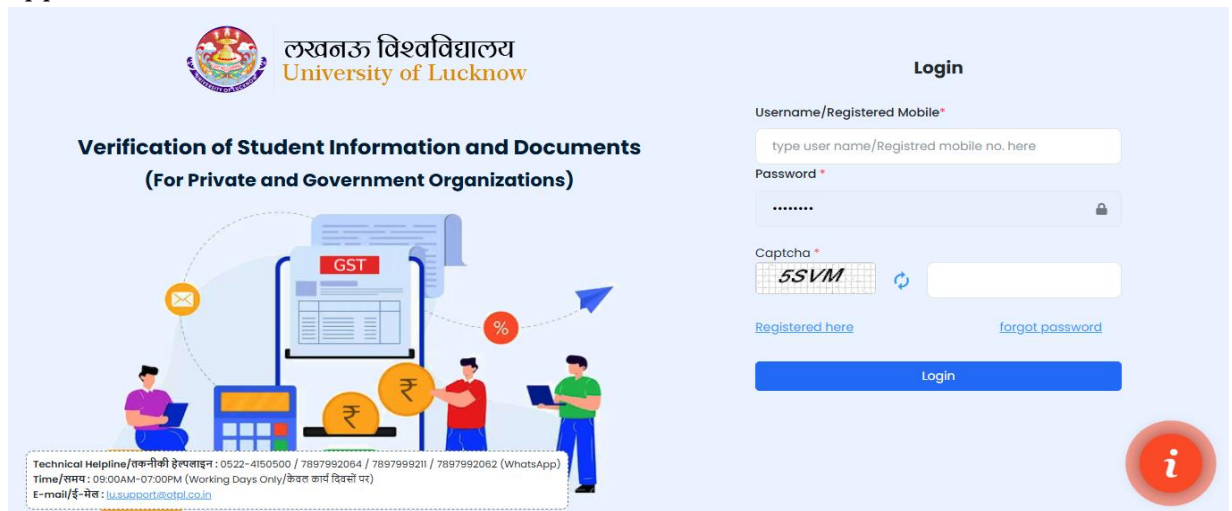 लखनऊ विश्वविद्यालय
University of Lucknow
Verification of Student Information and Documents
(For Private and Government Organizations)
GST
%
₹
₹
Technical Helpline/तकनीकी हेल्पलाइन : 0522-4150500 / 7897992064 / 7897999211 / 7897992062 (WhatsApp)
Time/समय : 09:00AM-07:00PM (Working Days Only/केवल कार्य दिवसों पर)
E-mail/ई-मेल : lu.support@otpl.co.in
Login
Username/Registered Mobile*
type user name/Registred mobile no. here
Password *
••••••••
Captcha *
5SVM
Registered here
forgot password
Login
i